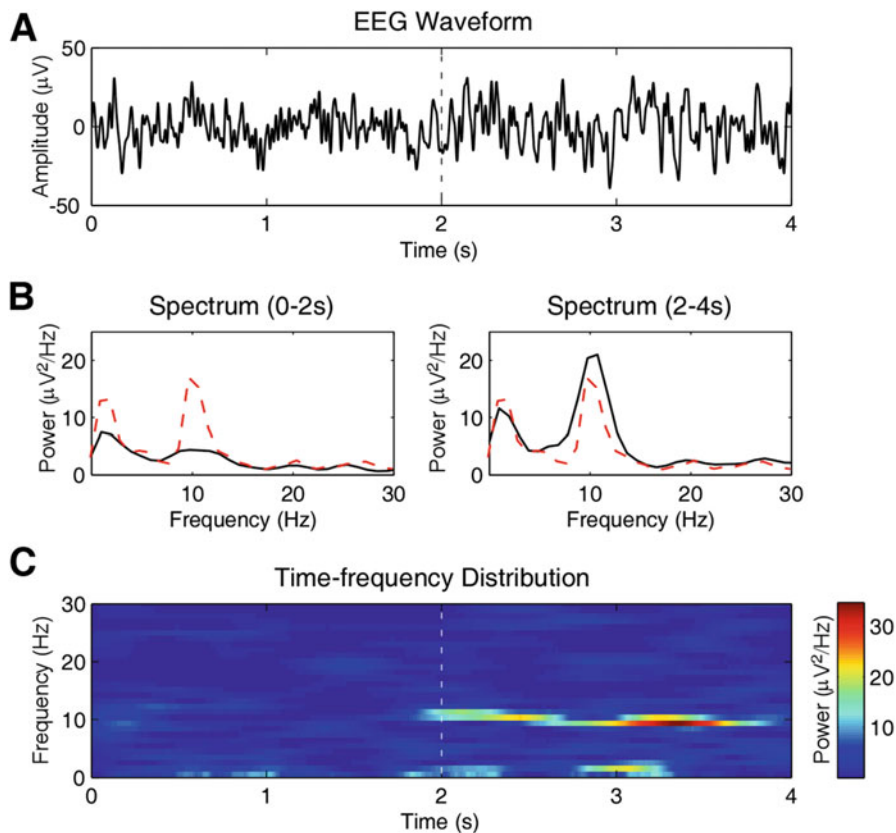 A
EEG Waveform
Amplitude (μV)
50
0
-50
0 1 2 3 4
Time (s)
B
Spectrum (0-2s)
Power (μV²/Hz)
20
10
0
10 20 30
Frequency (Hz)
Spectrum (2-4s)
Power (μV²/Hz)
20
10
0
10 20 30
Frequency (Hz)
C
Time-frequency Distribution
Frequency (Hz)
30
20
10
0
0 1 2 3 4
Time (s)
Power (μV²/Hz)
30
20
10